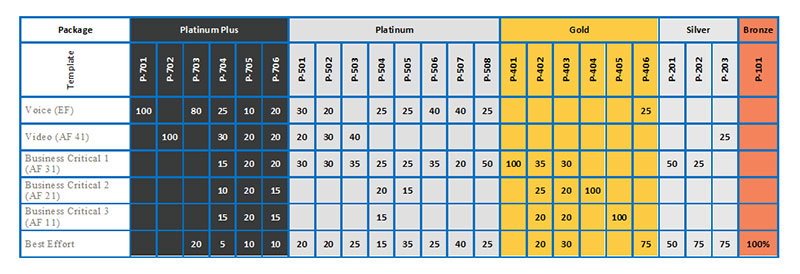 Package Platinum Plus Platinum Gold Silver Bronze
Template P-701 P-702 P-703 P-704 P-705 P-706 P-501 P-502 P-503 P-504 P-505 P-506 P-507 P-508 P-401 P-402 P-403 P-404 P-405 P-406 P-201 P-202 P-203 P-101
Voice (EF) 100 80 25 10 20 30 20 25 25 40 40 25 25
Video (AF 41) 100 30 20 20 20 30 40 25
Business Critical 1 15 20 15 30 30 35 25 25 35 20 50 100 35 30 50 25
(AF 31)
Business Critical 2 10 20 15 20 15 25 20 100
(AF 21)
Business Critical 3 15 20 15 15 20 20 100
(AF 11)
Best Effort 20 5 10 10 20 20 25 15 35 25 40 25 20 30 75 50 75 75 100%